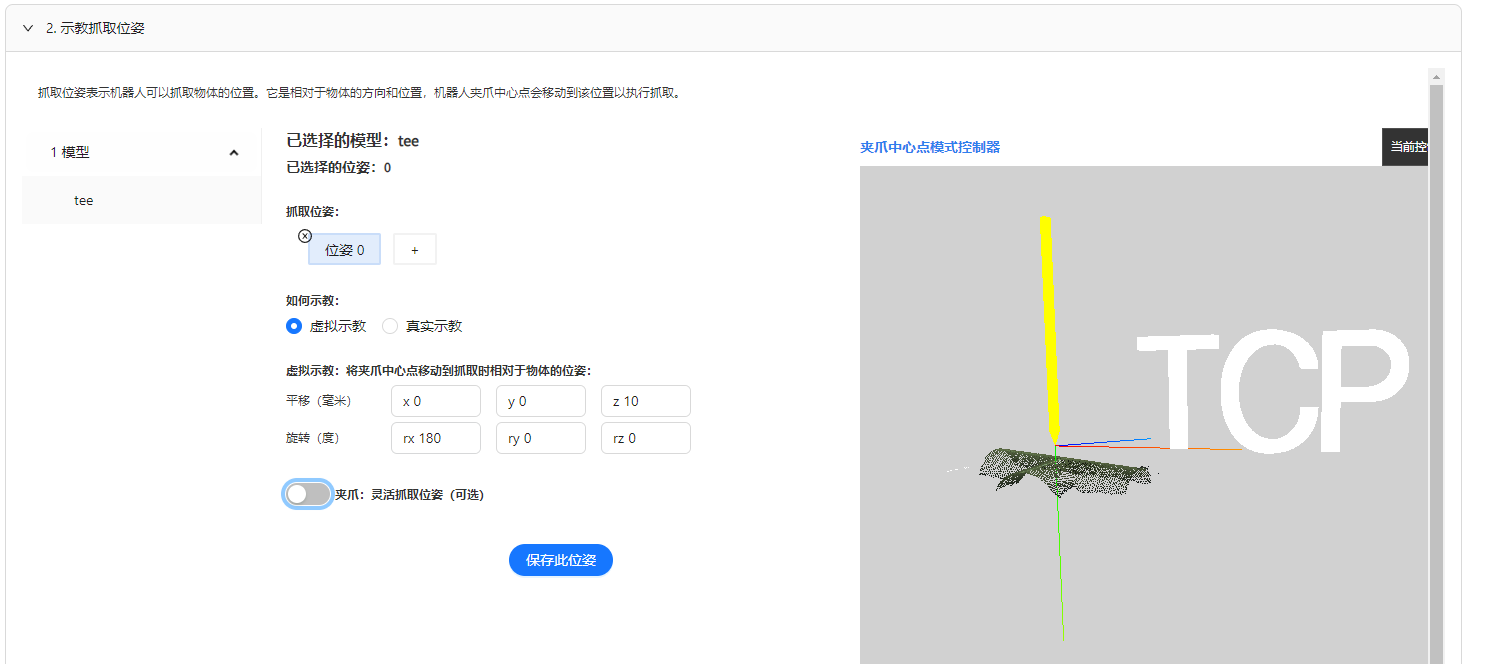 2. 示教抓取位姿
抓取位姿表示机器人可以抓取物体的位置。它是相对于物体的方向和位置，机器人夹爪中心点会移动到该位置以执行抓取。
1 模型
tee
已选择的模型：tee
已选择的位姿：0
抓取位姿：
位姿 0
+
如何示教：
虚拟示教 真实示教
虚拟示教：将夹爪中心点移动到抓取时相对于物体的位姿：
平移（毫米） x 0 y 0 z 10
旋转（度） rx 180 ry 0 rz 0
夹爪：灵活抓取位姿（可选）
保存此位姿
夹爪中心点模式控制器
当前控
TCP